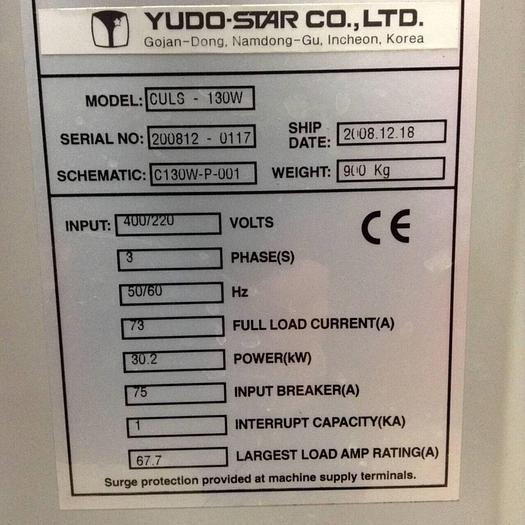 YUDO-STAR CO.,LTD.
Gojan-Dong, Namdong-Gu, Incheon, Korea
MODEL: CULS - 130W
SERIAL NO: 200812 - 0117 SHIP DATE: 2008.12.18
SCHEMATIC: C130W-P-001 WEIGHT: 900 Kg
INPUT: 400/220 VOLTS CE
3 PHASE(S)
50/60 Hz
73 FULL LOAD CURRENT(A)
30.2 POWER(kW)
75 INPUT BREAKER(A)
1 INTERRUPT CAPACITY(KA)
67.7 LARGEST LOAD AMP RATING(A)
Surge protection provided at machine supply terminals.